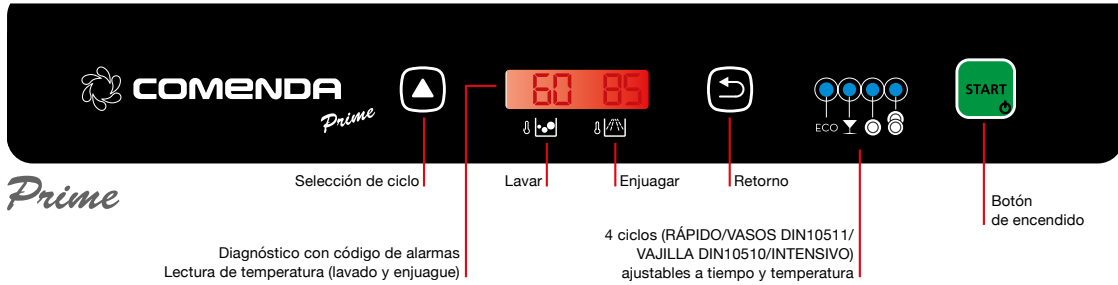 COMENDA
Prime
60 85
ECO
START
Prime
Selección de ciclo
Lavar
Enjuagar
Retorno
Botón
de encendido
Diagnóstico con código de alarmas
Lectura de temperatura (lavado y enjuague)
4 ciclos (RÁPIDO/VASOS DIN10511/
VAJILLA DIN10510/INTENSIVO)
ajustables a tiempo y temperatura